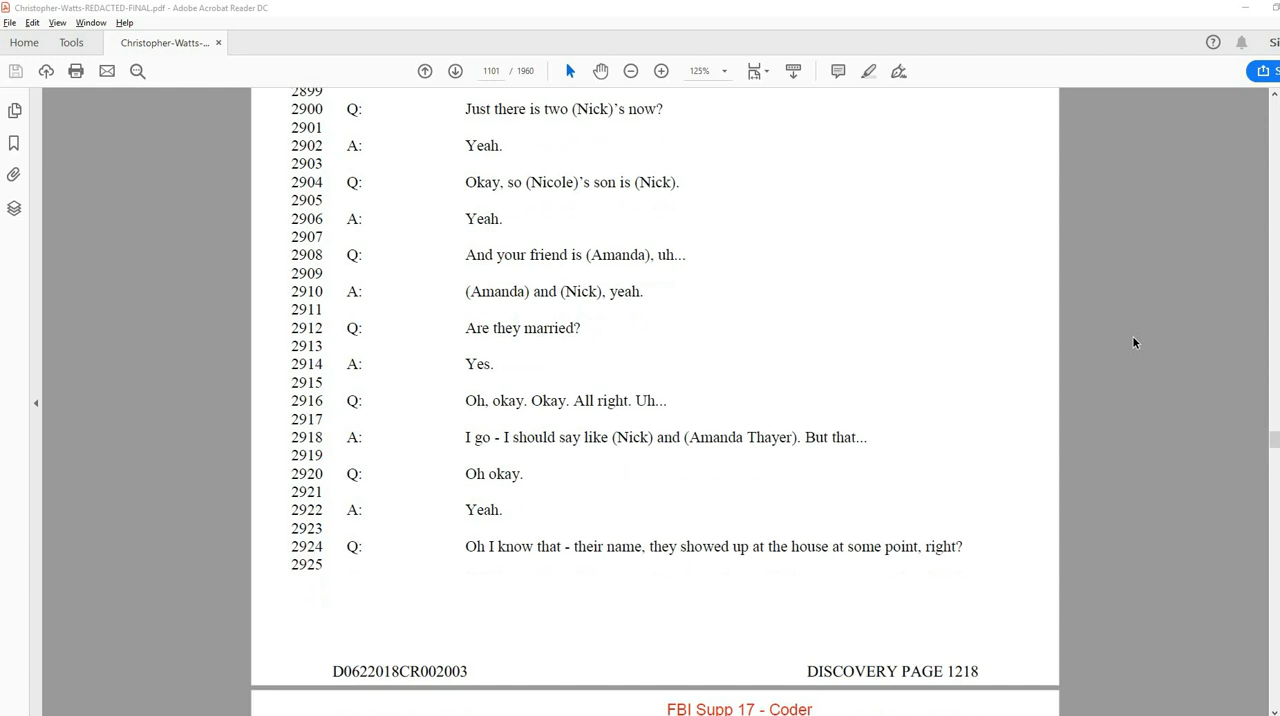 Christopher-Watts-REDACTED-FINAL.pdf - Adobe Acrobat Reader DC
File Edit View Window Help
Home Tools Christopher-Watts-... ×
1101 / 1960 125%
2899
2900 Q: Just there is two (Nick)'s now?
2901
2902 A: Yeah.
2903
2904 Q: Okay, so (Nicole)'s son is (Nick).
2905
2906 A: Yeah.
2907
2908 Q: And your friend is (Amanda), uh...
2909
2910 A: (Amanda) and (Nick), yeah.
2911
2912 Q: Are they married?
2913
2914 A: Yes.
2915
2916 Q: Oh, okay. Okay. All right. Uh...
2917
2918 A: I go - I should say like (Nick) and (Amanda Thayer). But that...
2919
2920 Q: Oh okay.
2921
2922 A: Yeah.
2923
2924 Q: Oh I know that - their name, they showed up at the house at some point, right?
2925
D0622018CR002003 DISCOVERY PAGE 1218
FBI Supp 17 - Coder